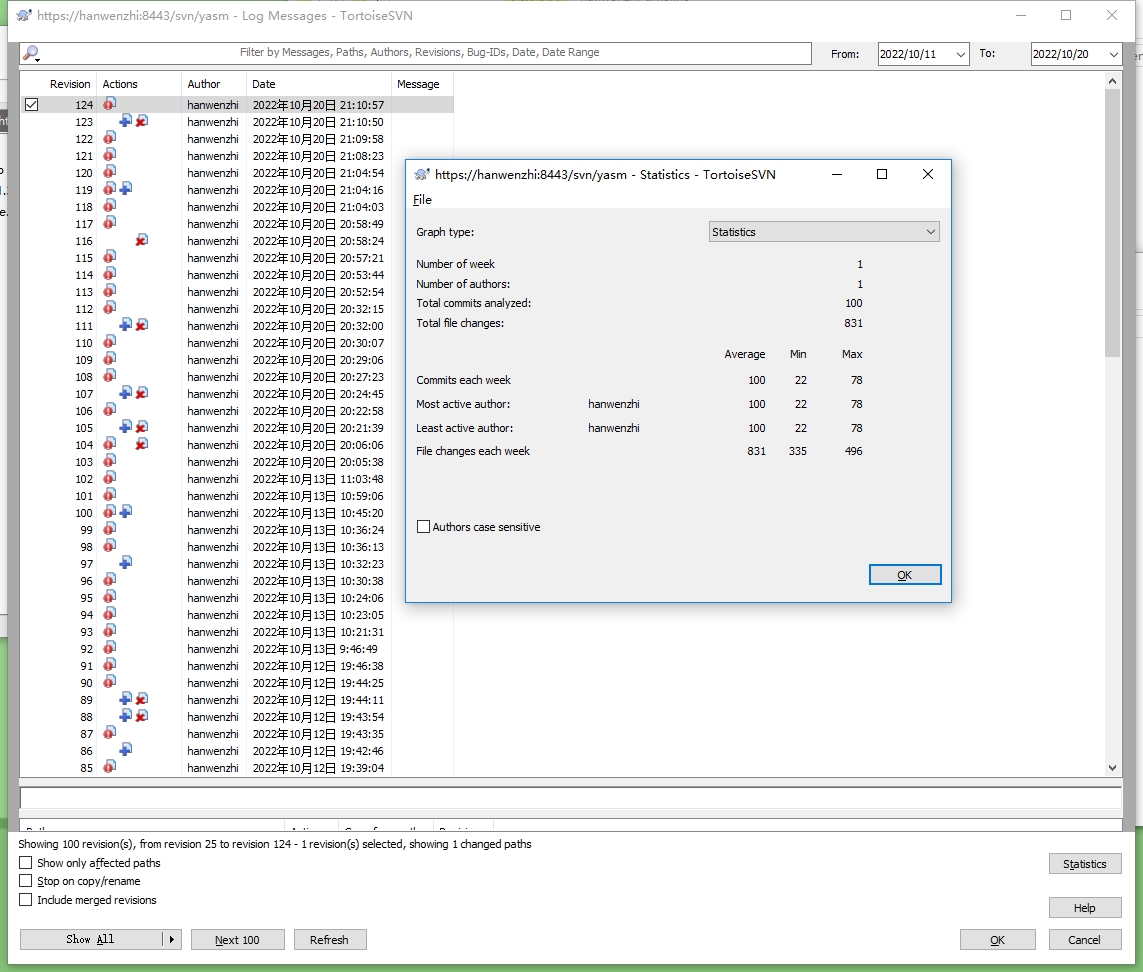 https://hanwenzhi:8443/svn/yasm - Log Messages - TortoiseSVN
Filter by Messages, Paths, Authors, Revisions, Bug-IDs, Date, Date Range
From: 2022/10/11 To: 2022/10/20
Revision Actions Author Date Message
124 hanwenzhi 2022年10月20日 21:10:57
123 hanwenzhi 2022年10月20日 21:10:50
122 hanwenzhi 2022年10月20日 21:09:58
121 hanwenzhi 2022年10月20日 21:08:23
120 hanwenzhi 2022年10月20日 21:04:54
119 hanwenzhi 2022年10月20日 21:04:16
118 hanwenzhi 2022年10月20日 21:04:03
117 hanwenzhi 2022年10月20日 20:58:49
116 hanwenzhi 2022年10月20日 20:58:24
115 hanwenzhi 2022年10月20日 20:57:21
114 hanwenzhi 2022年10月20日 20:53:44
113 hanwenzhi 2022年10月20日 20:52:54
112 hanwenzhi 2022年10月20日 20:32:15
111 hanwenzhi 2022年10月20日 20:32:00
110 hanwenzhi 2022年10月20日 20:30:07
109 hanwenzhi 2022年10月20日 20:29:06
108 hanwenzhi 2022年10月20日 20:27:23
107 hanwenzhi 2022年10月20日 20:24:45
106 hanwenzhi 2022年10月20日 20:22:58
105 hanwenzhi 2022年10月20日 20:21:39
104 hanwenzhi 2022年10月20日 20:06:06
103 hanwenzhi 2022年10月20日 20:05:38
102 hanwenzhi 2022年10月13日 11:03:48
101 hanwenzhi 2022年10月13日 10:59:06
100 hanwenzhi 2022年10月13日 10:45:20
99 hanwenzhi 2022年10月13日 10:36:24
98 hanwenzhi 2022年10月13日 10:36:13
97 hanwenzhi 2022年10月13日 10:32:23
96 hanwenzhi 2022年10月13日 10:30:38
95 hanwenzhi 2022年10月13日 10:24:06
94 hanwenzhi 2022年10月13日 10:23:05
93 hanwenzhi 2022年10月13日 10:21:31
92 hanwenzhi 2022年10月13日 9:46:49
91 hanwenzhi 2022年10月12日 19:46:38
90 hanwenzhi 2022年10月12日 19:44:25
89 hanwenzhi 2022年10月12日 19:44:11
88 hanwenzhi 2022年10月12日 19:43:54
87 hanwenzhi 2022年10月12日 19:43:35
86 hanwenzhi 2022年10月12日 19:42:46
85 hanwenzhi 2022年10月12日 19:39:04
https://hanwenzhi:8443/svn/yasm - Statistics - TortoiseSVN
File
Graph type: Statistics
Number of week 1
Number of authors: 1
Total commits analyzed: 100
Total file changes: 831
Average Min Max
Commits each week 100 22 78
Most active author: hanwenzhi 100 22 78
Least active author: hanwenzhi 100 22 78
File changes each week 831 335 496
Authors case sensitive
OK
Showing 100 revision(s), from revision 25 to revision 124 - 1 revision(s) selected, showing 1 changed paths
Show only affected paths
Stop on copy/rename
Include merged revisions
Statistics
Help
Show All Next 100 Refresh OK Cancel